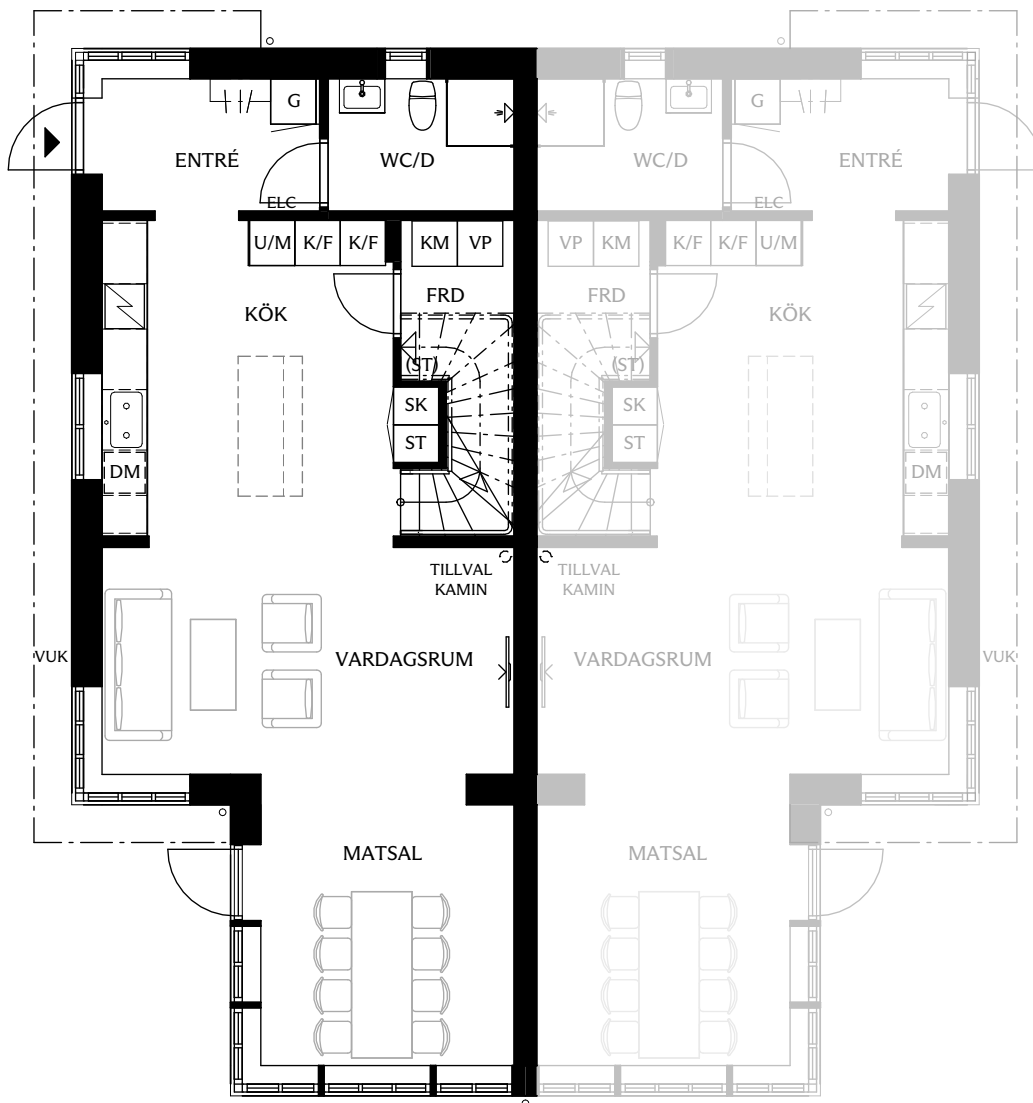 G
G
ENTRÉ
WC/D
WC/D
ENTRÉ
ELC
ELC
U/M
K/F
K/F
KM
VP
VP
KM
K/F
K/F
U/M
FRD
FRD
KÖK
KÖK
(ST)
(ST)
SK
SK
ST
ST
DM
DM
TILLVAL
KAMIN
TILLVAL
KAMIN
VUK
VARDAGSRUM
VARDAGSRUM
VUK
MATSAL
MATSAL